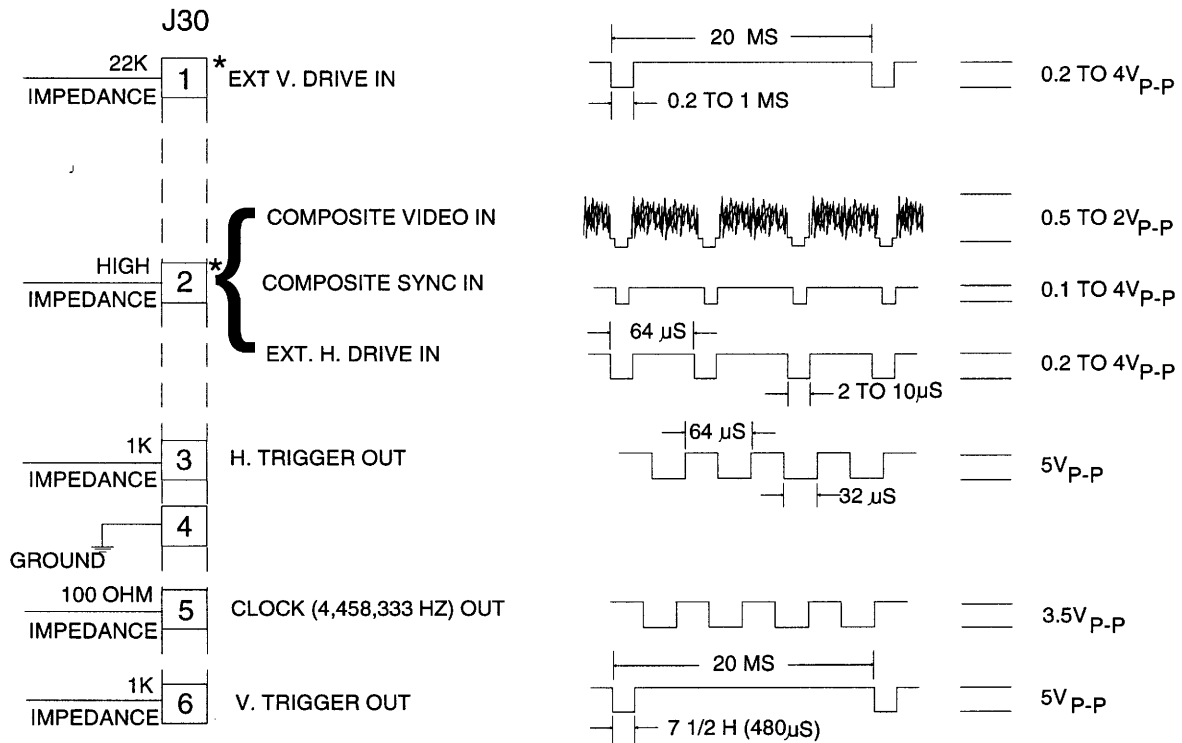 J30
22K
IMPEDANCE
1
* EXT V. DRIVE IN
20 MS
0.2 TO 1 MS
0.2 TO 4VP-P
COMPOSITE VIDEO IN
0.5 TO 2VP-P
HIGH
IMPEDANCE
2
*
COMPOSITE SYNC IN
0.1 TO 4VP-P
64 µS
EXT. H. DRIVE IN
2 TO 10µS
0.2 TO 4VP-P
1K
IMPEDANCE
3
H. TRIGGER OUT
64 µS
32 µS
5VP-P
4
GROUND
100 OHM
IMPEDANCE
5
CLOCK (4,458,333 HZ) OUT
3.5VP-P
1K
IMPEDANCE
6
V. TRIGGER OUT
20 MS
7 1/2 H (480µS)
5VP-P